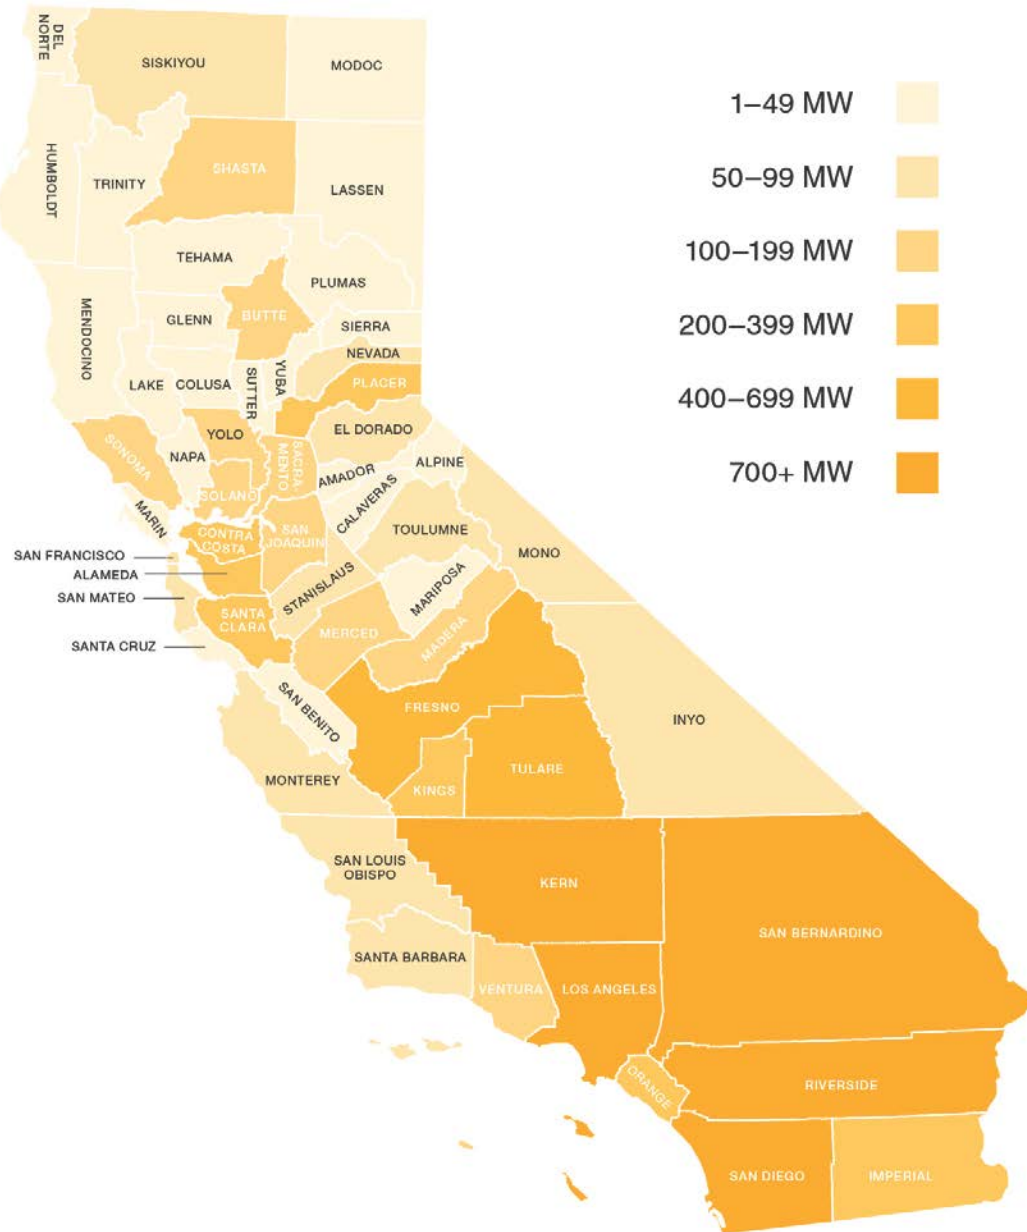 DEL
NORTE
SISKIYOU
MODOC
HUMBOLDT
TRINITY
SHASTA
LASSEN
TEHAMA
PLUMAS
MENDOCINO
GLENN
BUTTE
SIERRA
NEVADA
LAKE
COLUSA
SUTTER
YUBA
PLACER
SONOMA
NAPA
YOLO
EL DORADO
SACRA-
MENTO
AMADOR
ALPINE
SOLANO
CALAVERAS
MARIN
CONTRA
COSTA
SAN
JOAQUIN
TOULUMNE
MONO
SAN FRANCISCO
ALAMEDA
SAN MATEO
STANISLAUS
MARIPOSA
SANTA
CLARA
MERCED
MADERA
SANTA CRUZ
SAN BENITO
FRESNO
INYO
MONTEREY
KINGS
TULARE
SAN LOUIS
OBISPO
KERN
SAN BERNARDINO
SANTA BARBARA
VENTURA
LOS ANGELES
ORANGE
RIVERSIDE
SAN DIEGO
IMPERIAL
1–49 MW
50–99 MW
100–199 MW
200–399 MW
400–699 MW
700+ MW